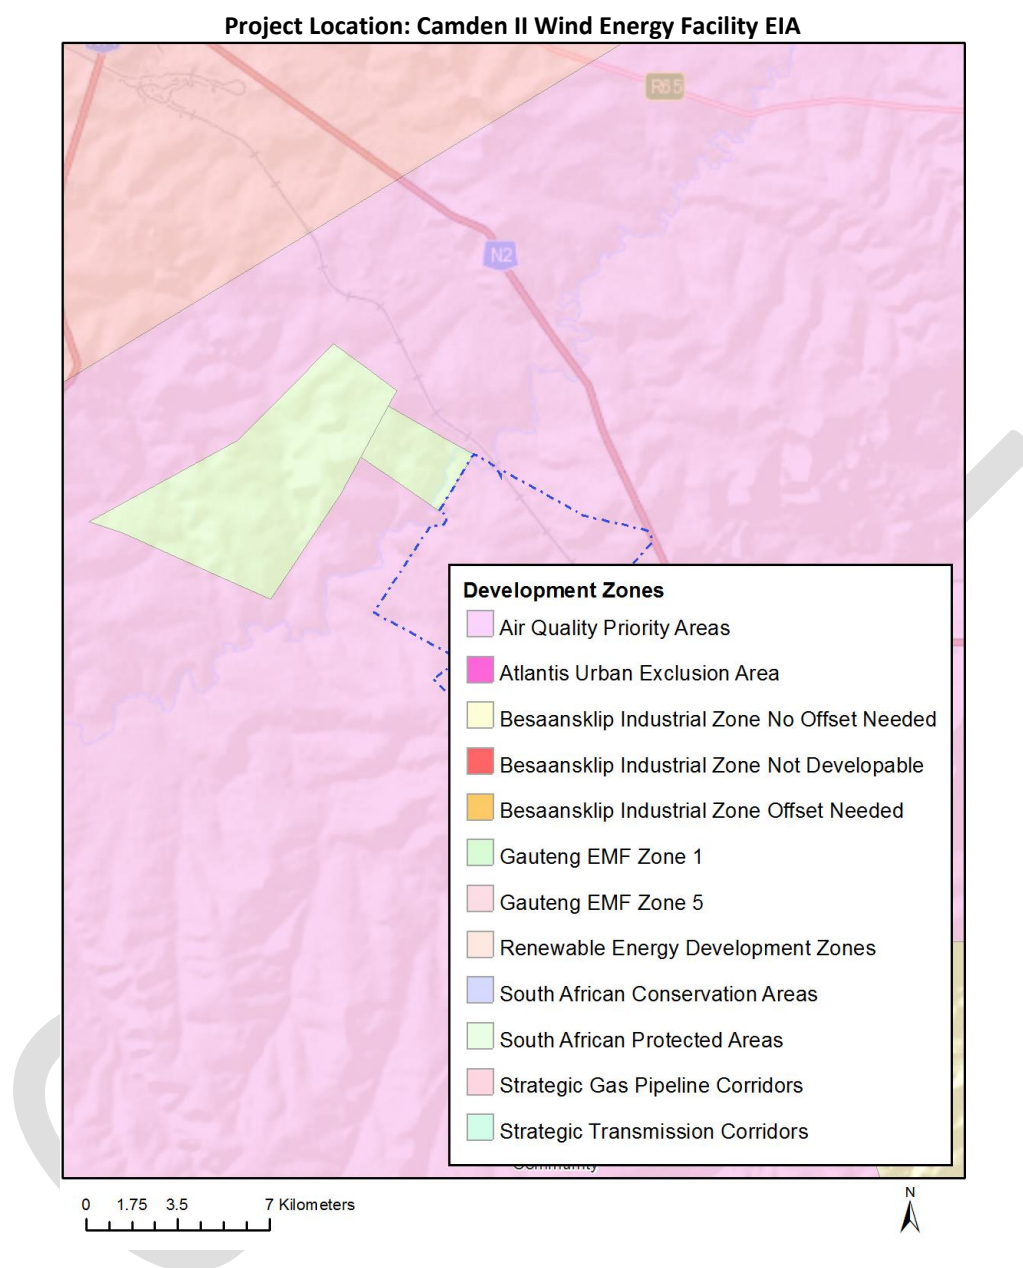 Project Location: Camden II Wind Energy Facility EIA
R65
N2
Development Zones
Air Quality Priority Areas
Atlantis Urban Exclusion Area
Besaansklip Industrial Zone No Offset Needed
Besaansklip Industrial Zone Not Developable
Besaansklip Industrial Zone Offset Needed
Gauteng EMF Zone 1
Gauteng EMF Zone 5
Renewable Energy Development Zones
South African Conservation Areas
South African Protected Areas
Strategic Gas Pipeline Corridors
Strategic Transmission Corridors
Community
0 1.75 3.5 7 Kilometers
N